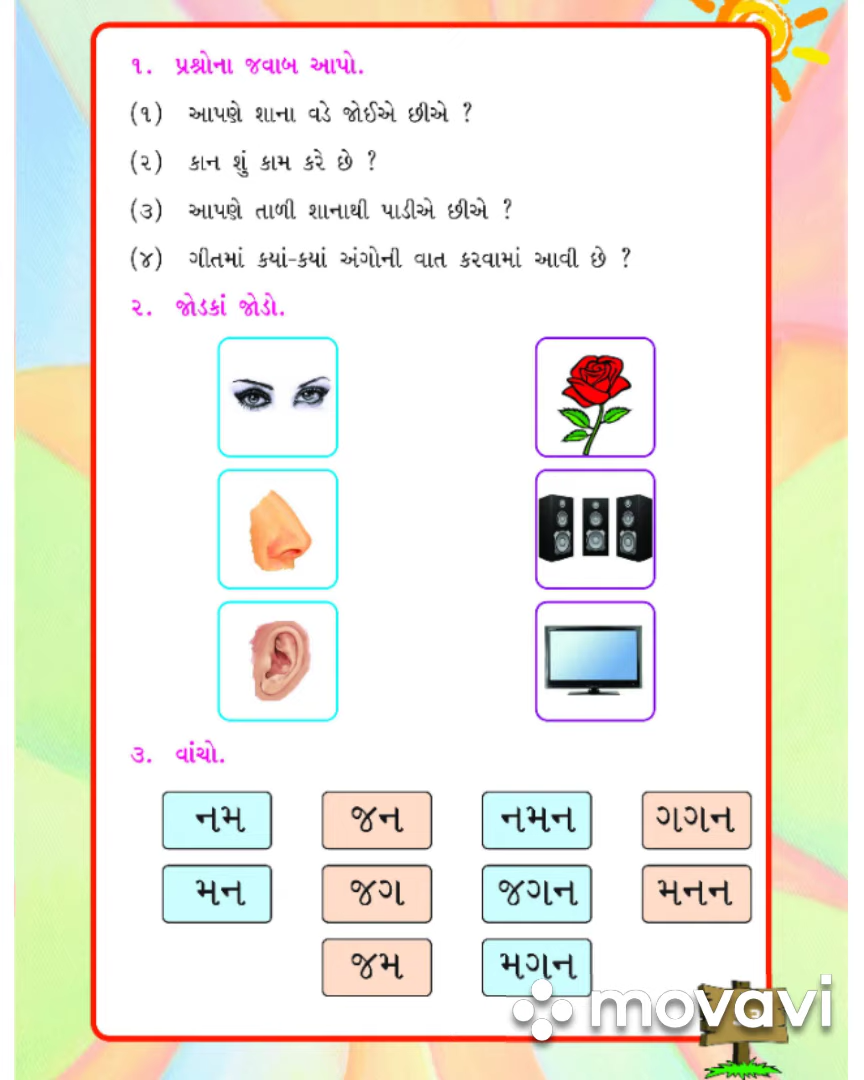 ૧. પ્રશ્નોના જવાબ આપો.
(૧) આપણે શાના વડે જોઈએ છીએ ?
(૨) કાન શું કામ કરે છે ?
(૩) આપણે તાળી શાનાથી પાડીએ છીએ ?
(૪) ગીતમાં કયાં-કયાં અંગોની વાત કરવામાં આવી છે ?
૨. જોડકાં જોડો.
૩. વાંચો.
નમ જન નમન ગગન
મન જગ જગન મનન
જમ મગન
movavi